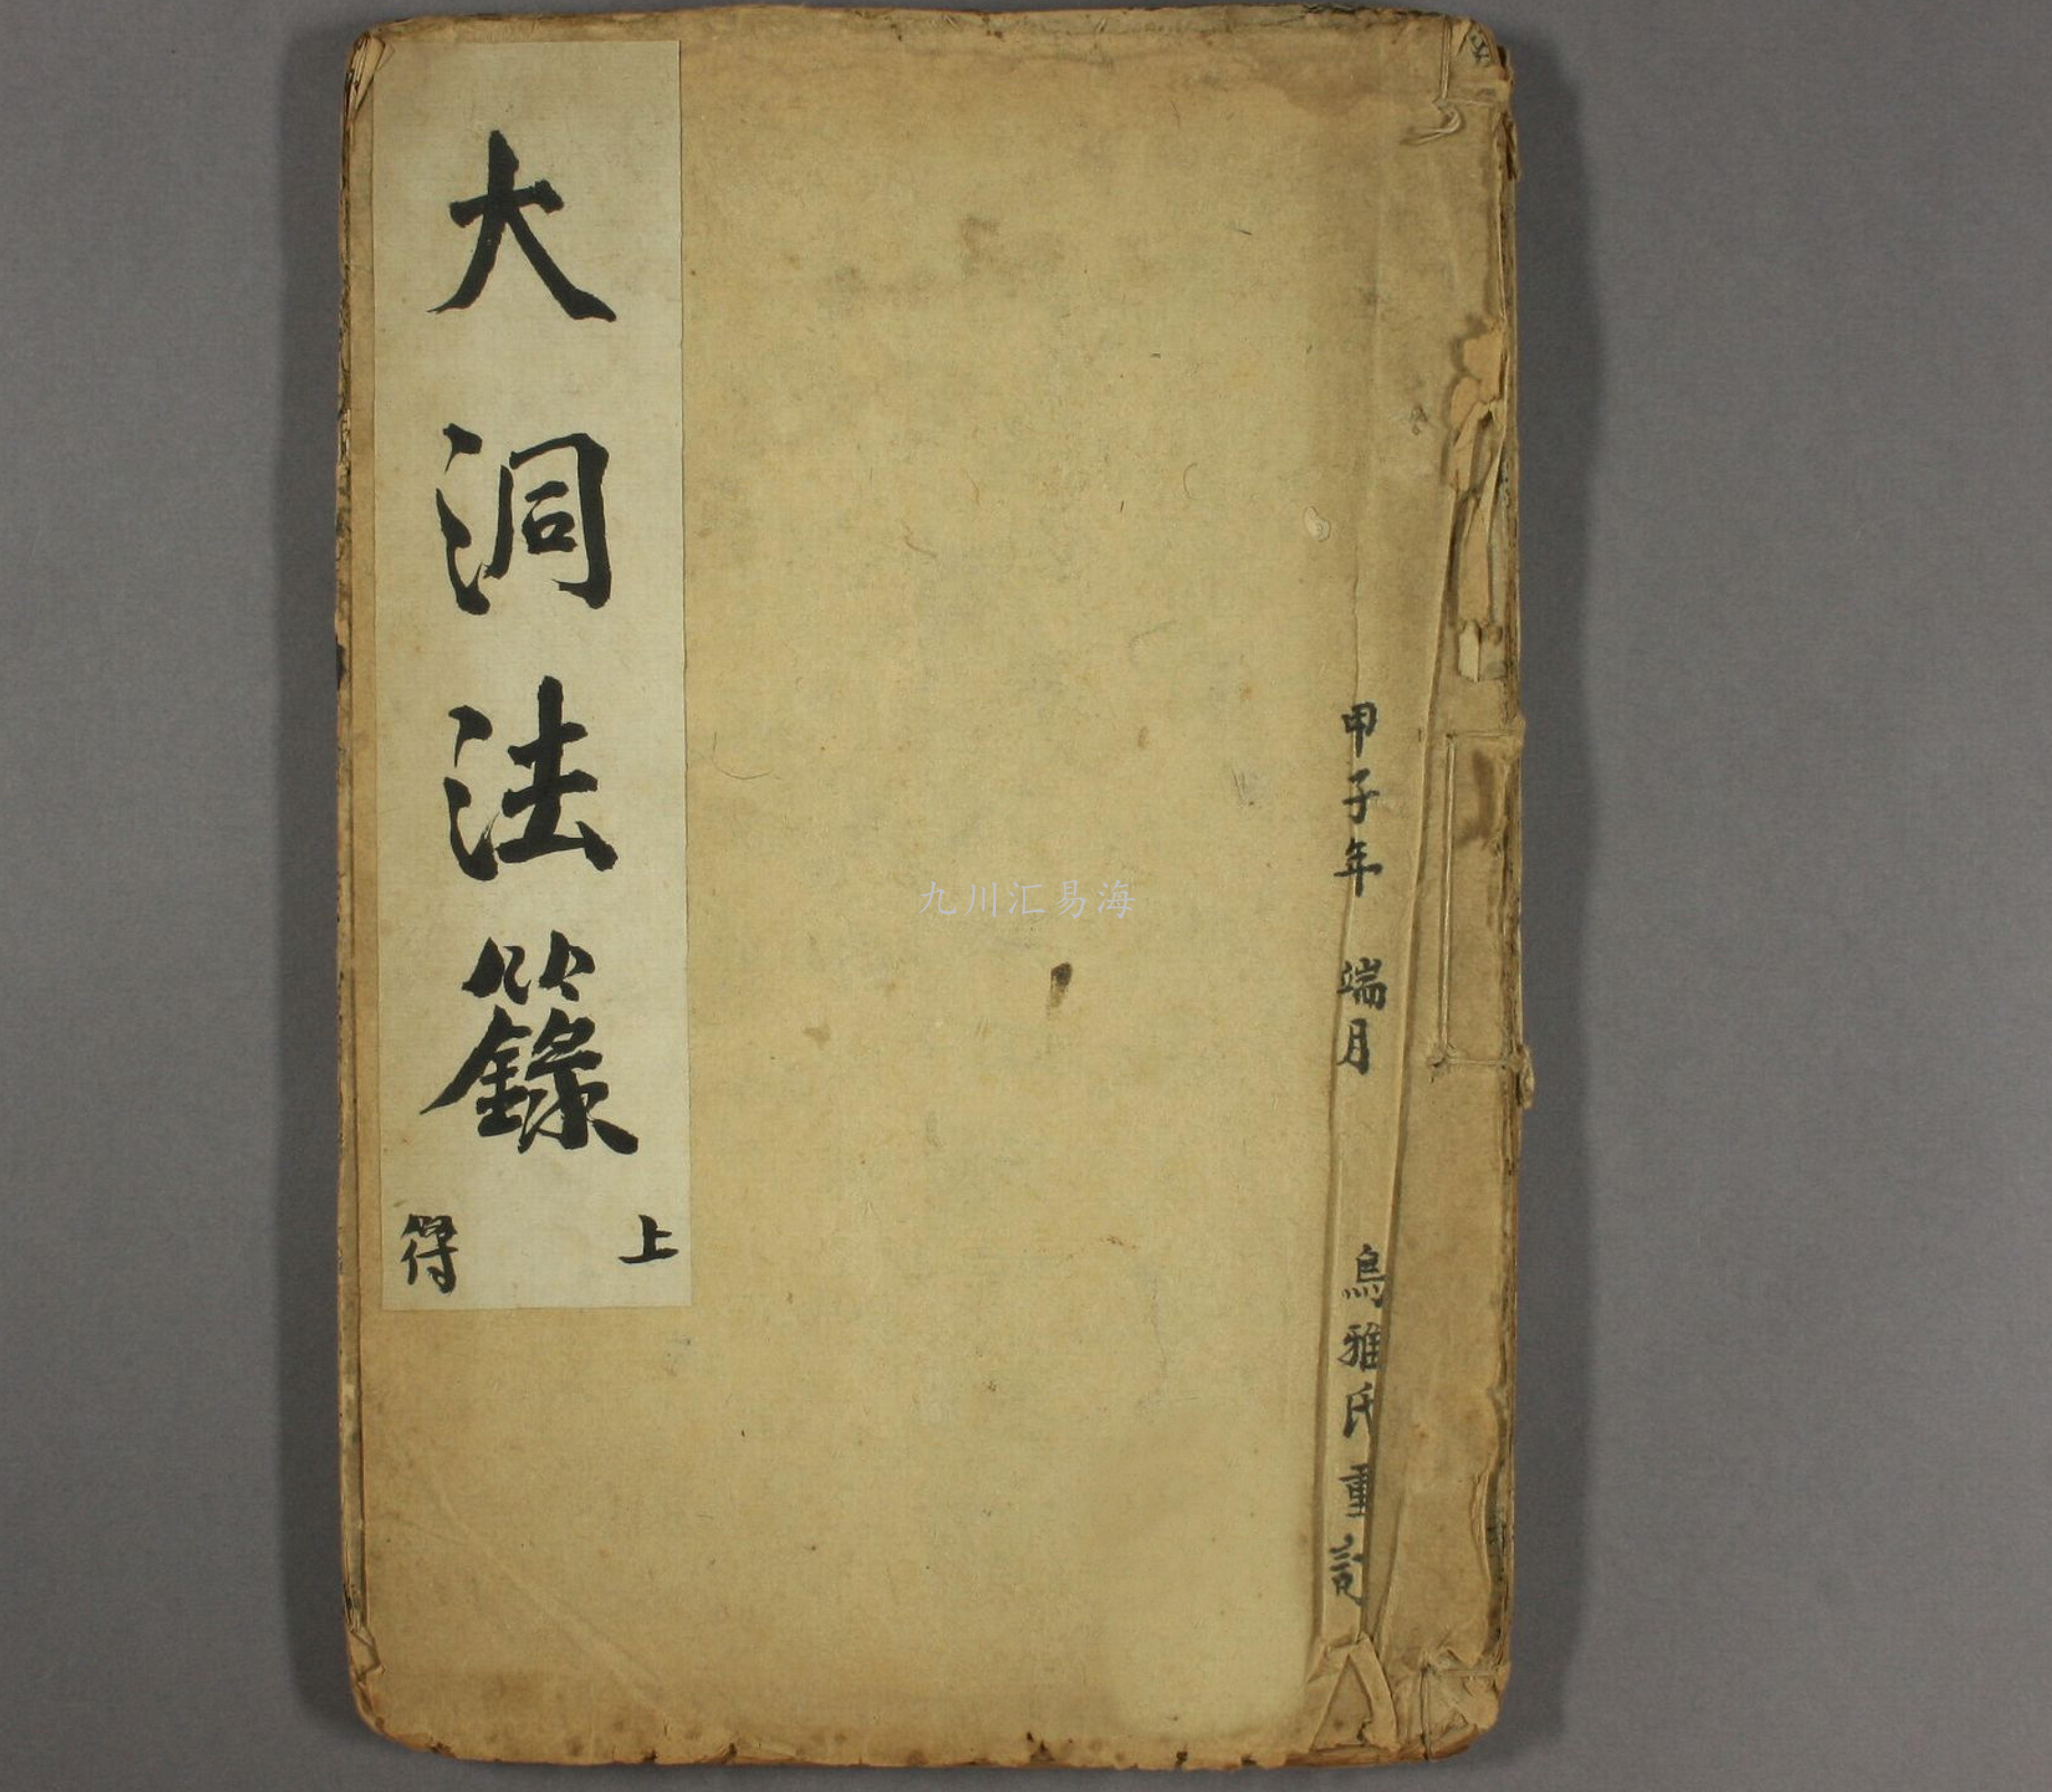 甲子年 端月 烏雅氏重訂
大洞法籙
上
符
九川汇易海